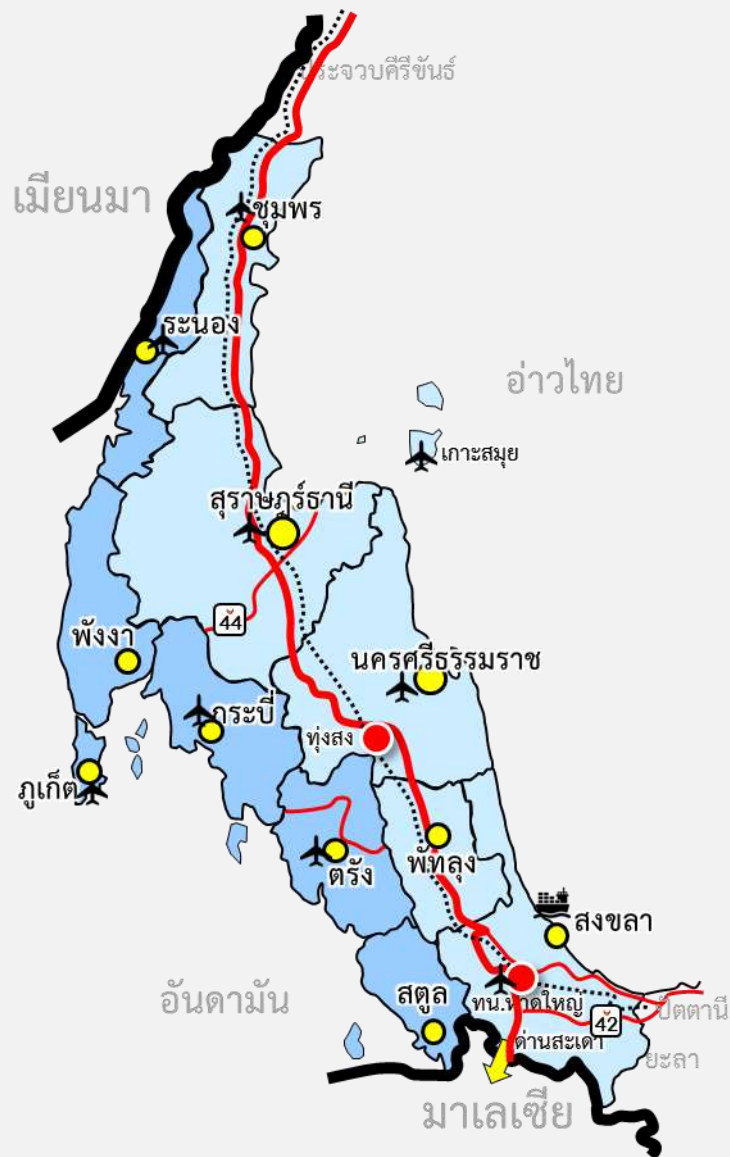 ประจวบคีรีขันธ์
เมียนมา
ชุมพร
ระนอง
อ่าวไทย
เกาะสมุย
สุราษฎร์ธานี
44
พังงา
นครศรีธรรมราช
กระบี่
ทุ่งสง
ภูเก็ต
พัทลุง
ตรัง
สงขลา
สตูล
อันดามัน
ทน.หาดใหญ่
ปัตตานี
42
ด่านสะเดา
ยะลา
มาเลเซีย